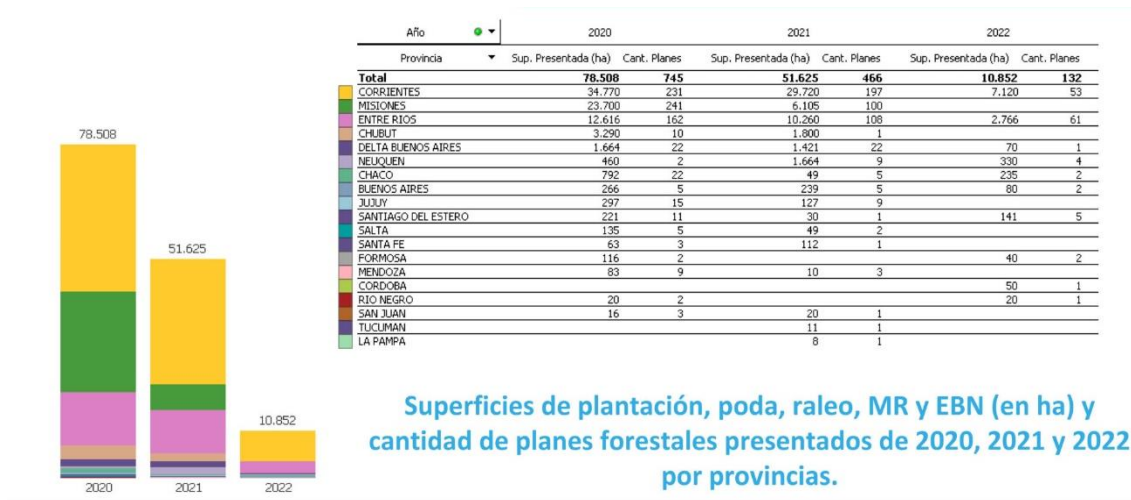 Año 2020 2021 2022
Provincia Sup. Presentada (ha) Cant. Planes Sup. Presentada (ha) Cant. Planes Sup. Presentada (ha) Cant. Planes
Total 78.508 745 51.625 466 10.852 132
CORRIENTES 34.770 231 29.720 197 7.120 53
MISIONES 23.700 241 6.105 100
ENTRE RIOS 12.616 162 10.260 108 2.766 61
CHUBUT 3.290 10 1.800 1
DELTA BUENOS AIRES 1.664 22 1.421 22 70 1
NEUQUEN 460 2 1.664 9 330 4
CHACO 792 22 49 5 235 2
BUENOS AIRES 266 5 239 5 80 2
JUJUY 297 15 127 9
SANTIAGO DEL ESTERO 221 11 30 1 141 5
SALTA 135 5 49 2
SANTA FE 63 3 112 1
FORMOSA 116 2 40 2
MENDOZA 83 9 10 3
CORDOBA 50 1
RIO NEGRO 20 2 20 1
SAN JUAN 16 3 20 1
TUCUMAN 11 1
LA PAMPA 8 1
78.508
51.625
10.852
2020 2021 2022
Superficies de plantación, poda, raleo, MR y EBN (en ha) y
cantidad de planes forestales presentados de 2020, 2021 y 2022
por provincias.